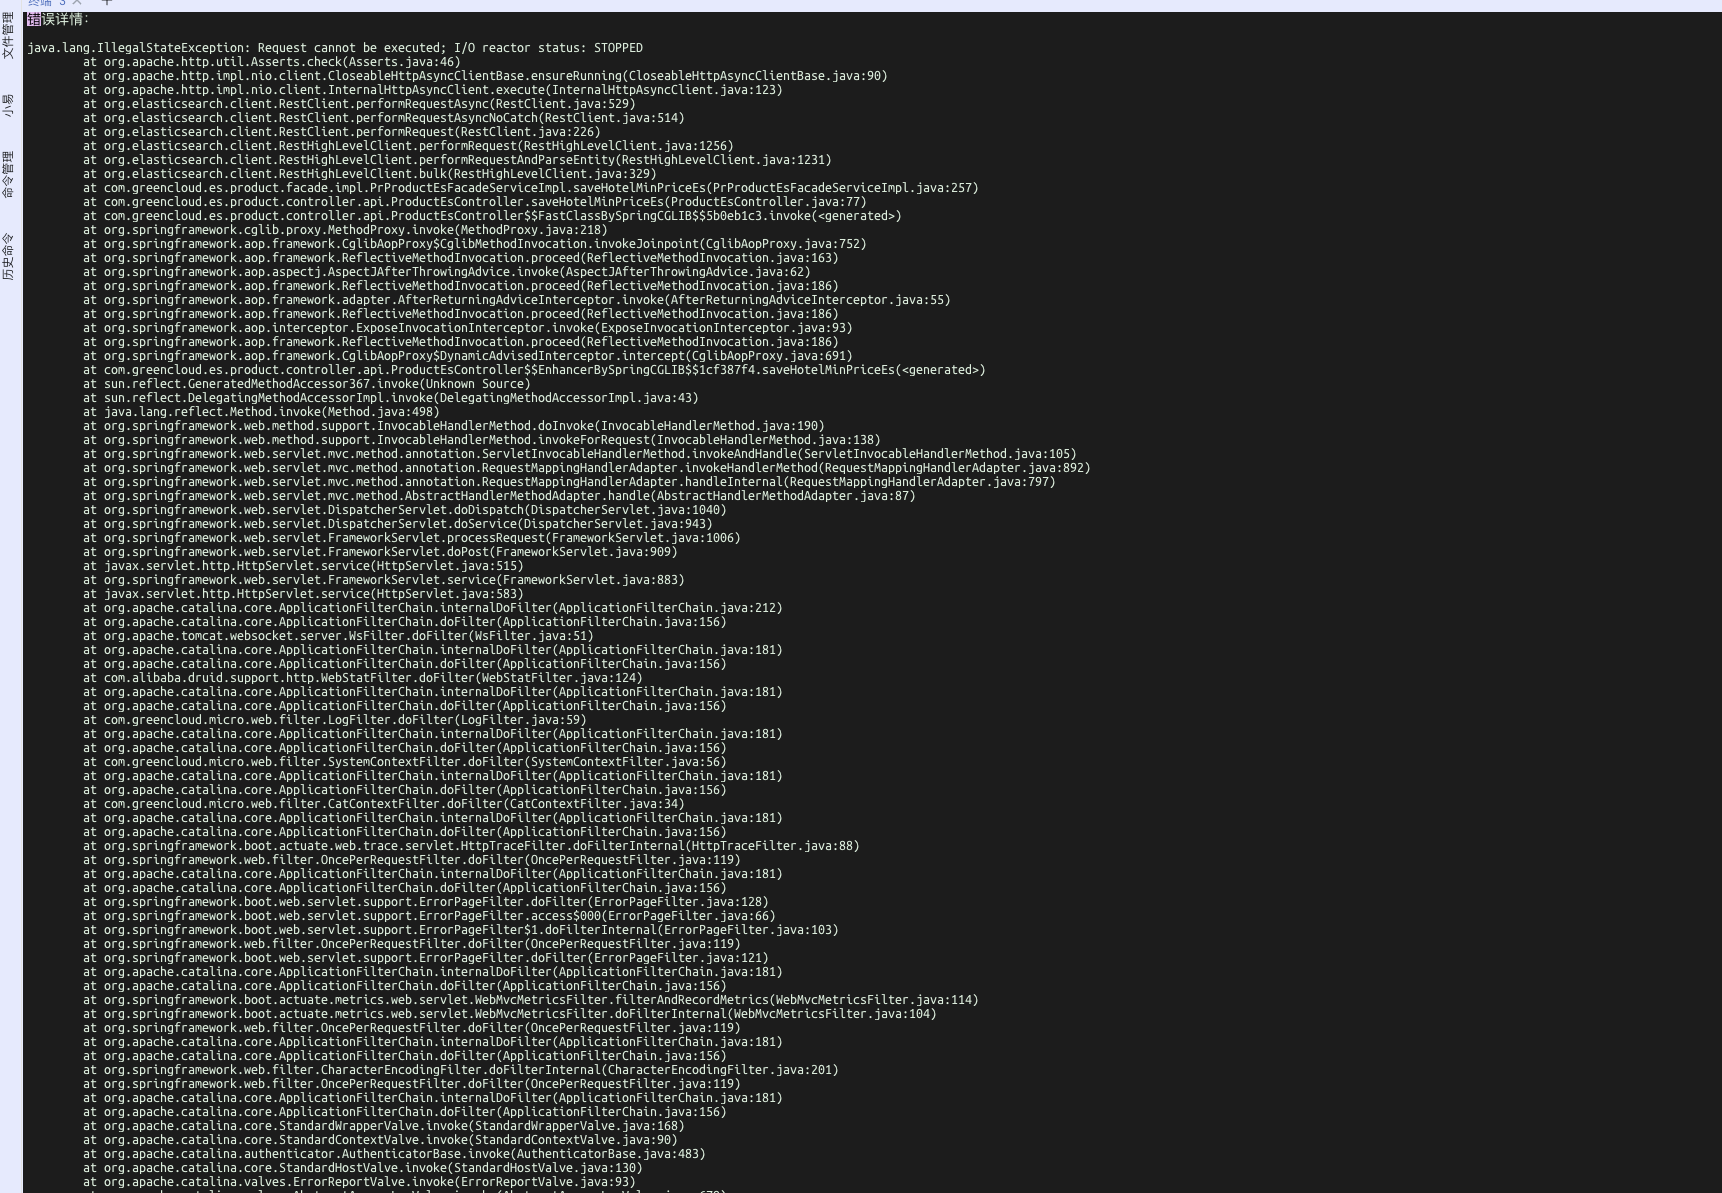 终端 3 × +
文件管理
小易
命令管理
历史命令
错误详情：
java.lang.IllegalStateException: Request cannot be executed; I/O reactor status: STOPPED
at org.apache.http.util.Asserts.check(Asserts.java:46)
at org.apache.http.impl.nio.client.CloseableHttpAsyncClientBase.ensureRunning(CloseableHttpAsyncClientBase.java:90)
at org.apache.http.impl.nio.client.InternalHttpAsyncClient.execute(InternalHttpAsyncClient.java:123)
at org.elasticsearch.client.RestClient.performRequestAsync(RestClient.java:529)
at org.elasticsearch.client.RestClient.performRequestAsyncNoCatch(RestClient.java:514)
at org.elasticsearch.client.RestClient.performRequest(RestClient.java:226)
at org.elasticsearch.client.RestHighLevelClient.performRequest(RestHighLevelClient.java:1256)
at org.elasticsearch.client.RestHighLevelClient.performRequestAndParseEntity(RestHighLevelClient.java:1231)
at org.elasticsearch.client.RestHighLevelClient.bulk(RestHighLevelClient.java:329)
at com.greencloud.es.product.facade.impl.PrProductEsFacadeServiceImpl.saveHotelMinPriceEs(PrProductEsFacadeServiceImpl.java:257)
at com.greencloud.es.product.controller.api.ProductEsController.saveHotelMinPriceEs(ProductEsController.java:77)
at com.greencloud.es.product.controller.api.ProductEsController$$FastClassBySpringCGLIB$$5b0eb1c3.invoke(<generated>)
at org.springframework.cglib.proxy.MethodProxy.invoke(MethodProxy.java:218)
at org.springframework.aop.framework.CglibAopProxy$CglibMethodInvocation.invokeJoinpoint(CglibAopProxy.java:752)
at org.springframework.aop.framework.ReflectiveMethodInvocation.proceed(ReflectiveMethodInvocation.java:163)
at org.springframework.aop.aspectj.AspectJAfterThrowingAdvice.invoke(AspectJAfterThrowingAdvice.java:62)
at org.springframework.aop.framework.ReflectiveMethodInvocation.proceed(ReflectiveMethodInvocation.java:186)
at org.springframework.aop.framework.adapter.AfterReturningAdviceInterceptor.invoke(AfterReturningAdviceInterceptor.java:55)
at org.springframework.aop.framework.ReflectiveMethodInvocation.proceed(ReflectiveMethodInvocation.java:186)
at org.springframework.aop.interceptor.ExposeInvocationInterceptor.invoke(ExposeInvocationInterceptor.java:93)
at org.springframework.aop.framework.ReflectiveMethodInvocation.proceed(ReflectiveMethodInvocation.java:186)
at org.springframework.aop.framework.CglibAopProxy$DynamicAdvisedInterceptor.intercept(CglibAopProxy.java:691)
at com.greencloud.es.product.controller.api.ProductEsController$$EnhancerBySpringCGLIB$$1cf387f4.saveHotelMinPriceEs(<generated>)
at sun.reflect.GeneratedMethodAccessor367.invoke(Unknown Source)
at sun.reflect.DelegatingMethodAccessorImpl.invoke(DelegatingMethodAccessorImpl.java:43)
at java.lang.reflect.Method.invoke(Method.java:498)
at org.springframework.web.method.support.InvocableHandlerMethod.doInvoke(InvocableHandlerMethod.java:190)
at org.springframework.web.method.support.InvocableHandlerMethod.invokeForRequest(InvocableHandlerMethod.java:138)
at org.springframework.web.servlet.mvc.method.annotation.ServletInvocableHandlerMethod.invokeAndHandle(ServletInvocableHandlerMethod.java:105)
at org.springframework.web.servlet.mvc.method.annotation.RequestMappingHandlerAdapter.invokeHandlerMethod(RequestMappingHandlerAdapter.java:892)
at org.springframework.web.servlet.mvc.method.annotation.RequestMappingHandlerAdapter.handleInternal(RequestMappingHandlerAdapter.java:797)
at org.springframework.web.servlet.mvc.method.AbstractHandlerMethodAdapter.handle(AbstractHandlerMethodAdapter.java:87)
at org.springframework.web.servlet.DispatcherServlet.doDispatch(DispatcherServlet.java:1040)
at org.springframework.web.servlet.DispatcherServlet.doService(DispatcherServlet.java:943)
at org.springframework.web.servlet.FrameworkServlet.processRequest(FrameworkServlet.java:1006)
at org.springframework.web.servlet.FrameworkServlet.doPost(FrameworkServlet.java:909)
at javax.servlet.http.HttpServlet.service(HttpServlet.java:515)
at org.springframework.web.servlet.FrameworkServlet.service(FrameworkServlet.java:883)
at javax.servlet.http.HttpServlet.service(HttpServlet.java:583)
at org.apache.catalina.core.ApplicationFilterChain.internalDoFilter(ApplicationFilterChain.java:212)
at org.apache.catalina.core.ApplicationFilterChain.doFilter(ApplicationFilterChain.java:156)
at org.apache.tomcat.websocket.server.WsFilter.doFilter(WsFilter.java:51)
at org.apache.catalina.core.ApplicationFilterChain.internalDoFilter(ApplicationFilterChain.java:181)
at org.apache.catalina.core.ApplicationFilterChain.doFilter(ApplicationFilterChain.java:156)
at com.alibaba.druid.support.http.WebStatFilter.doFilter(WebStatFilter.java:124)
at org.apache.catalina.core.ApplicationFilterChain.internalDoFilter(ApplicationFilterChain.java:181)
at org.apache.catalina.core.ApplicationFilterChain.doFilter(ApplicationFilterChain.java:156)
at com.greencloud.micro.web.filter.LogFilter.doFilter(LogFilter.java:59)
at org.apache.catalina.core.ApplicationFilterChain.internalDoFilter(ApplicationFilterChain.java:181)
at org.apache.catalina.core.ApplicationFilterChain.doFilter(ApplicationFilterChain.java:156)
at com.greencloud.micro.web.filter.SystemContextFilter.doFilter(SystemContextFilter.java:56)
at org.apache.catalina.core.ApplicationFilterChain.internalDoFilter(ApplicationFilterChain.java:181)
at org.apache.catalina.core.ApplicationFilterChain.doFilter(ApplicationFilterChain.java:156)
at com.greencloud.micro.web.filter.CatContextFilter.doFilter(CatContextFilter.java:34)
at org.apache.catalina.core.ApplicationFilterChain.internalDoFilter(ApplicationFilterChain.java:181)
at org.apache.catalina.core.ApplicationFilterChain.doFilter(ApplicationFilterChain.java:156)
at org.springframework.boot.actuate.web.trace.servlet.HttpTraceFilter.doFilterInternal(HttpTraceFilter.java:88)
at org.springframework.web.filter.OncePerRequestFilter.doFilter(OncePerRequestFilter.java:119)
at org.apache.catalina.core.ApplicationFilterChain.internalDoFilter(ApplicationFilterChain.java:181)
at org.apache.catalina.core.ApplicationFilterChain.doFilter(ApplicationFilterChain.java:156)
at org.springframework.boot.web.servlet.support.ErrorPageFilter.doFilter(ErrorPageFilter.java:128)
at org.springframework.boot.web.servlet.support.ErrorPageFilter.access$000(ErrorPageFilter.java:66)
at org.springframework.boot.web.servlet.support.ErrorPageFilter$1.doFilterInternal(ErrorPageFilter.java:103)
at org.springframework.web.filter.OncePerRequestFilter.doFilter(OncePerRequestFilter.java:119)
at org.springframework.boot.web.servlet.support.ErrorPageFilter.doFilter(ErrorPageFilter.java:121)
at org.apache.catalina.core.ApplicationFilterChain.internalDoFilter(ApplicationFilterChain.java:181)
at org.apache.catalina.core.ApplicationFilterChain.doFilter(ApplicationFilterChain.java:156)
at org.springframework.boot.actuate.metrics.web.servlet.WebMvcMetricsFilter.filterAndRecordMetrics(WebMvcMetricsFilter.java:114)
at org.springframework.boot.actuate.metrics.web.servlet.WebMvcMetricsFilter.doFilterInternal(WebMvcMetricsFilter.java:104)
at org.springframework.web.filter.OncePerRequestFilter.doFilter(OncePerRequestFilter.java:119)
at org.apache.catalina.core.ApplicationFilterChain.internalDoFilter(ApplicationFilterChain.java:181)
at org.apache.catalina.core.ApplicationFilterChain.doFilter(ApplicationFilterChain.java:156)
at org.springframework.web.filter.CharacterEncodingFilter.doFilterInternal(CharacterEncodingFilter.java:201)
at org.springframework.web.filter.OncePerRequestFilter.doFilter(OncePerRequestFilter.java:119)
at org.apache.catalina.core.ApplicationFilterChain.internalDoFilter(ApplicationFilterChain.java:181)
at org.apache.catalina.core.ApplicationFilterChain.doFilter(ApplicationFilterChain.java:156)
at org.apache.catalina.core.StandardWrapperValve.invoke(StandardWrapperValve.java:168)
at org.apache.catalina.core.StandardContextValve.invoke(StandardContextValve.java:90)
at org.apache.catalina.authenticator.AuthenticatorBase.invoke(AuthenticatorBase.java:483)
at org.apache.catalina.core.StandardHostValve.invoke(StandardHostValve.java:130)
at org.apache.catalina.valves.ErrorReportValve.invoke(ErrorReportValve.java:93)